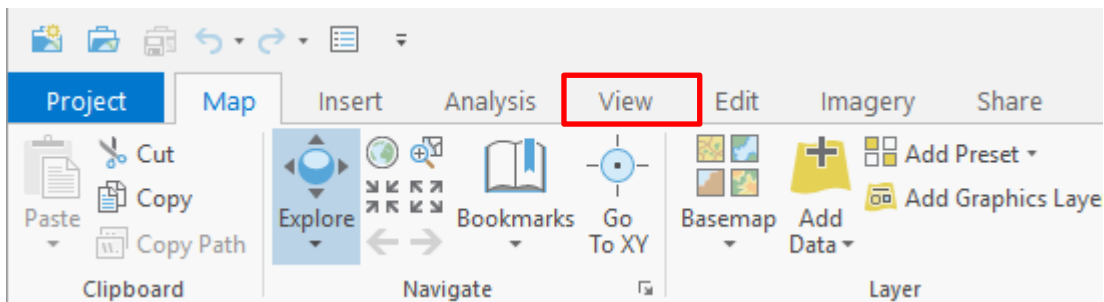 Project Map Insert Analysis View Edit Imagery Share
Cut
Copy
Copy Path
Paste
Clipboard
Explore
Bookmarks
Go
To XY
Navigate
Basemap
Add
Data
Add Preset
Add Graphics Laye
Layer